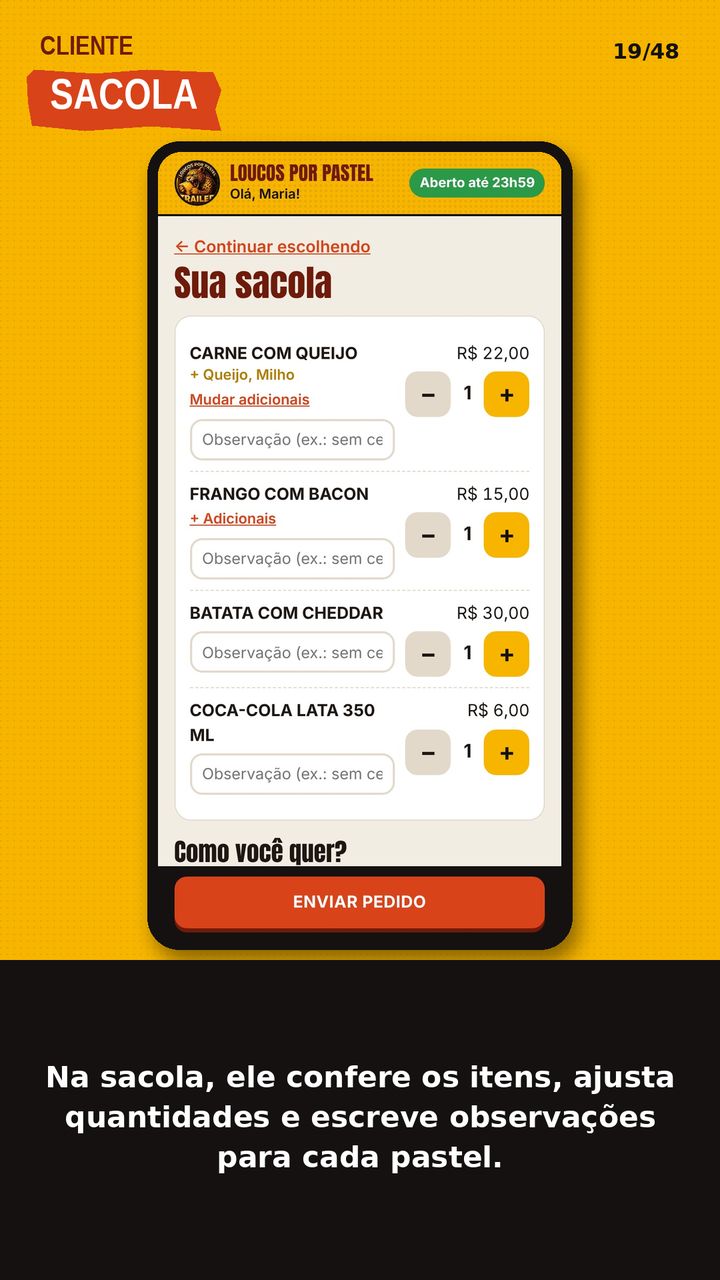 CLIENTE
19/48
SACOLA
LOUCOS POR PASTEL
TRAILER
LOUCOS POR PASTEL
Olá, Maria!
Aberto até 23h59
← Continuar escolhendo
Sua sacola
CARNE COM QUEIJO
R$ 22,00
+ Queijo, Milho
Mudar adicionais
− 1 +
Observação (ex.: sem ce
FRANGO COM BACON
R$ 15,00
+ Adicionais
− 1 +
Observação (ex.: sem ce
BATATA COM CHEDDAR
R$ 30,00
Observação (ex.: sem ce
− 1 +
COCA-COLA LATA 350
ML
R$ 6,00
− 1 +
Observação (ex.: sem ce
Como você quer?
ENVIAR PEDIDO
Na sacola, ele confere os itens, ajusta
quantidades e escreve observações
para cada pastel.